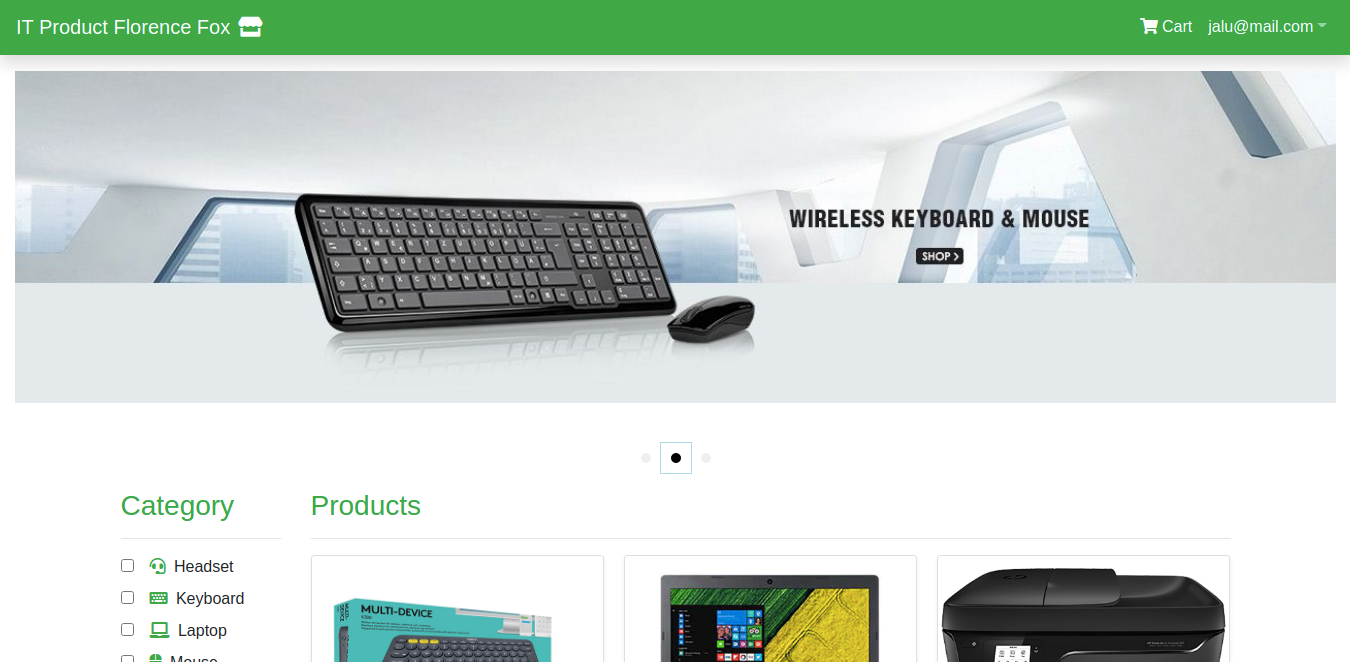 IT Product Florence Fox
Cart
jalu@mail.com
WIRELESS KEYBOARD & MOUSE
SHOP >
Category
Products
Headset
Keyboard
Laptop
Mouse
MULTI-DEVICE